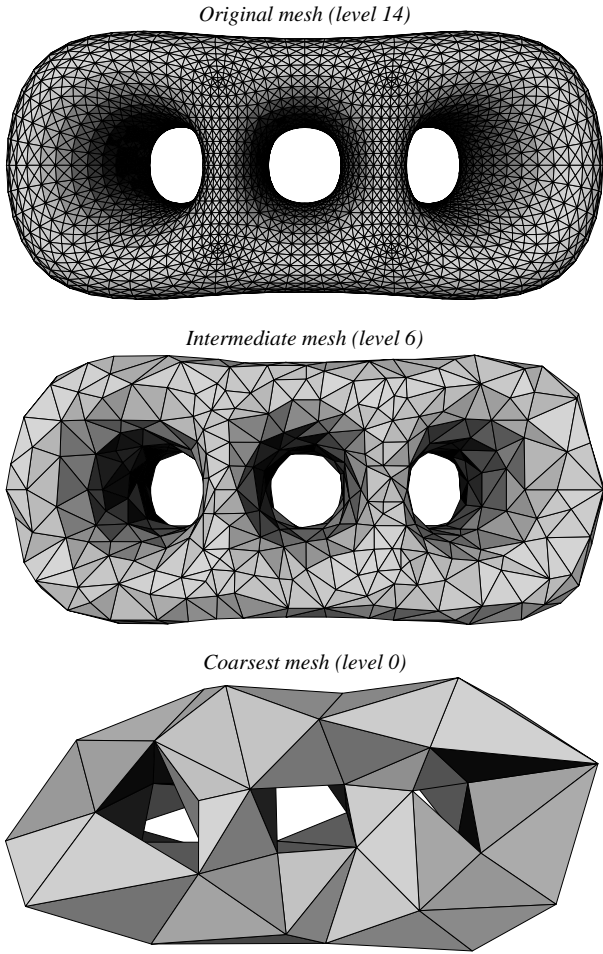 Original mesh (level 14)
Intermediate mesh (level 6)
Coarsest mesh (level 0)